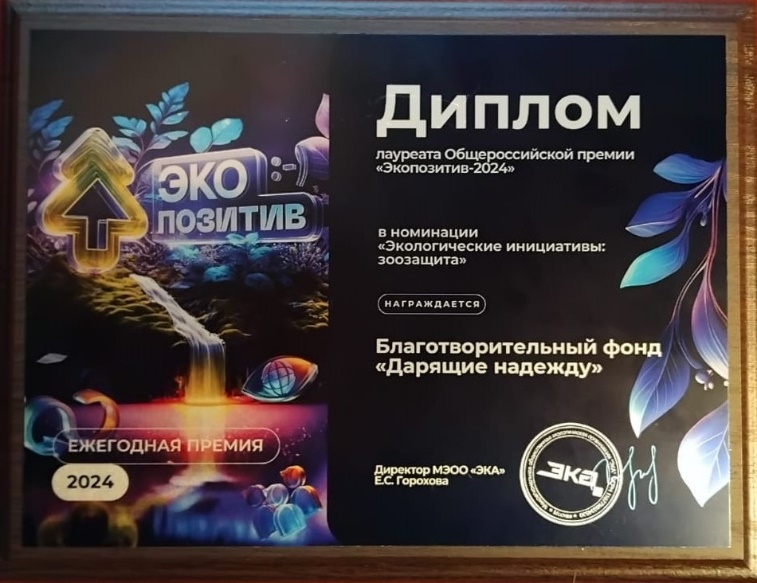 ЭКО
ПОЗИТИВ
ЕЖЕГОДНАЯ ПРЕМИЯ
2024
Диплом
лауреата Общероссийской премии
«Экопозитив-2024»
в номинации
«Экологические инициативы:
зоозащита»
НАГРАЖДАЕТСЯ
Благотворительный фонд
«Дарящие надежду»
Директор МЭОО «ЭКА»
Е.С. Горохова
эка